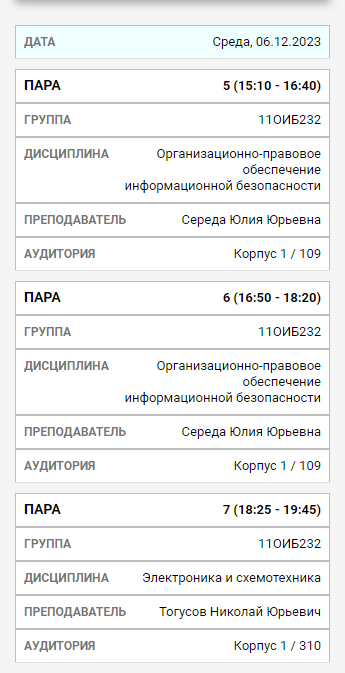 ДАТА Среда, 06.12.2023
ПАРА 5 (15:10 - 16:40)
ГРУППА 11ОИБ232
ДИСЦИПЛИНА Организационно-правовое
обеспечение
информационной безопасности
ПРЕПОДАВАТЕЛЬ Середа Юлия Юрьевна
АУДИТОРИЯ Корпус 1 / 109
ПАРА 6 (16:50 - 18:20)
ГРУППА 11ОИБ232
ДИСЦИПЛИНА Организационно-правовое
обеспечение
информационной безопасности
ПРЕПОДАВАТЕЛЬ Середа Юлия Юрьевна
АУДИТОРИЯ Корпус 1 / 109
ПАРА 7 (18:25 - 19:45)
ГРУППА 11ОИБ232
ДИСЦИПЛИНА Электроника и схемотехника
ПРЕПОДАВАТЕЛЬ Тогусов Николай Юрьевич
АУДИТОРИЯ Корпус 1 / 310